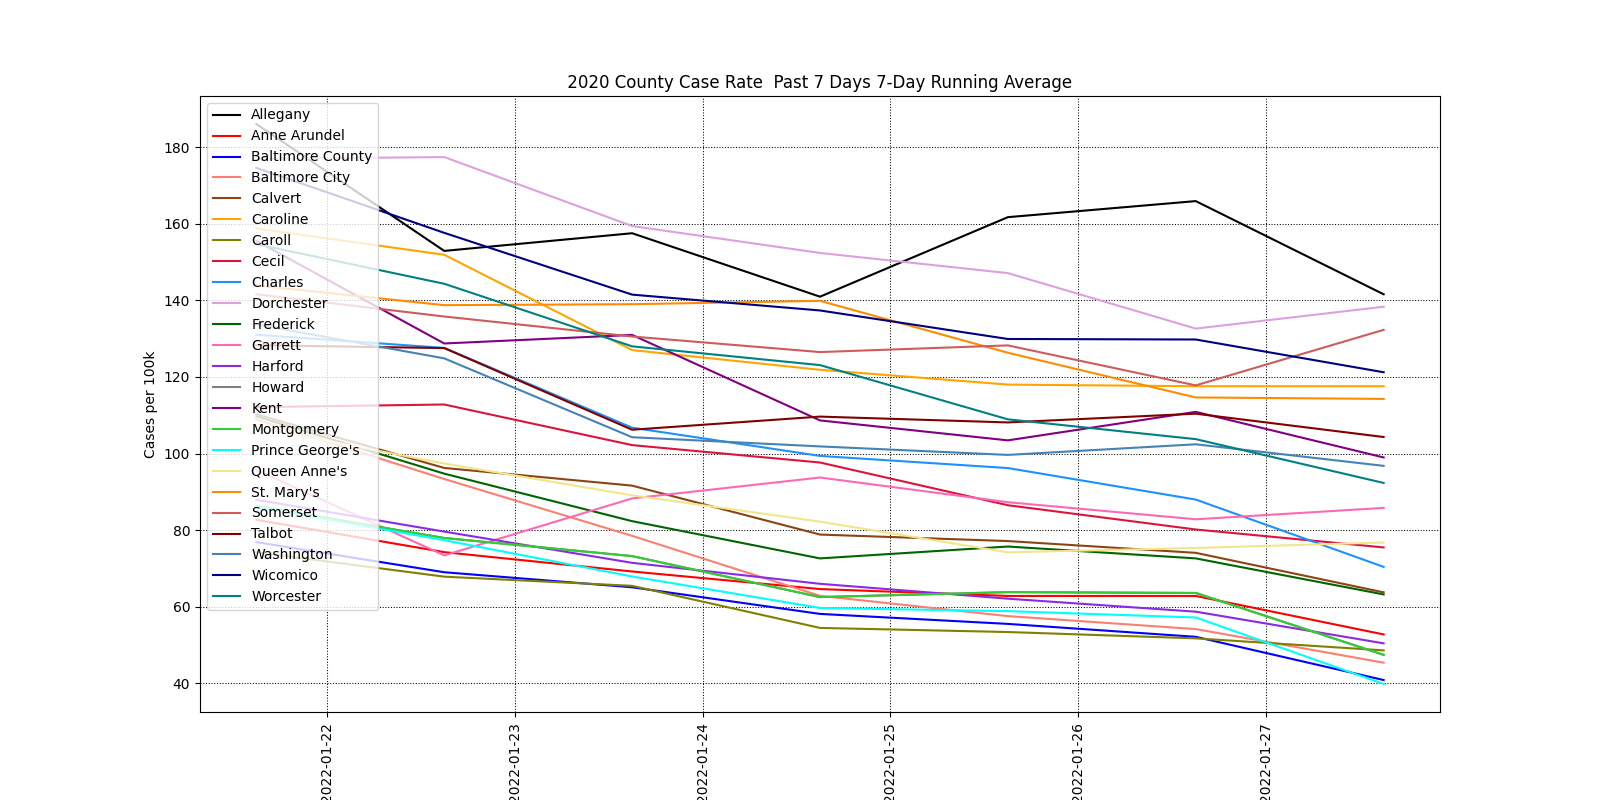 2020 County Case Rate  Past 7 Days 7-Day Running Average
Cases per 100k
180
160
140
120
100
80
60
40
Allegany
Anne Arundel
Baltimore County
Baltimore City
Calvert
Caroline
Caroll
Cecil
Charles
Dorchester
Frederick
Garrett
Harford
Howard
Kent
Montgomery
Prince George's
Queen Anne's
St. Mary's
Somerset
Talbot
Washington
Wicomico
Worcester
2022-01-22
2022-01-23
2022-01-24
2022-01-25
2022-01-26
2022-01-27